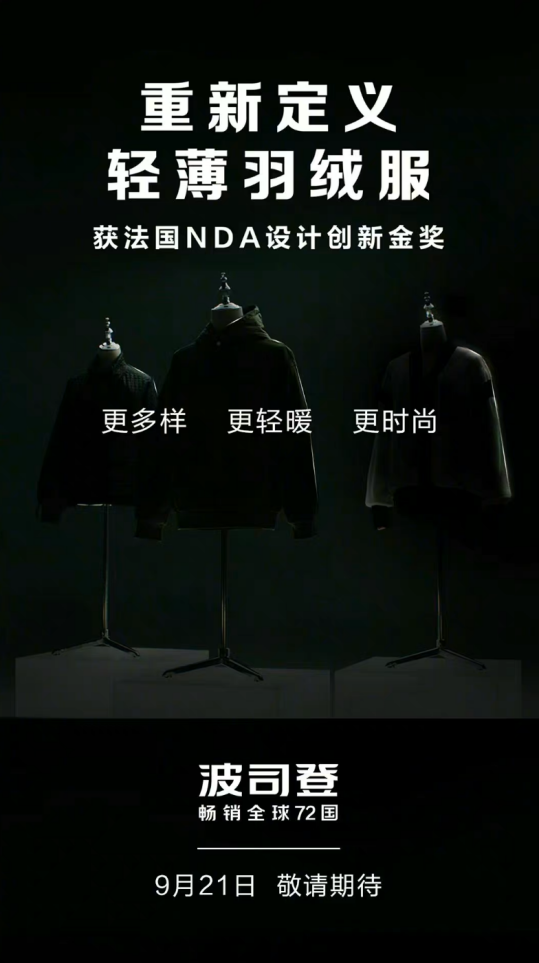 重新定义
轻薄羽绒服
获法国NDA设计创新金奖
更多样 更轻暖 更时尚
波司登
畅销全球72国
9月21日 敬请期待